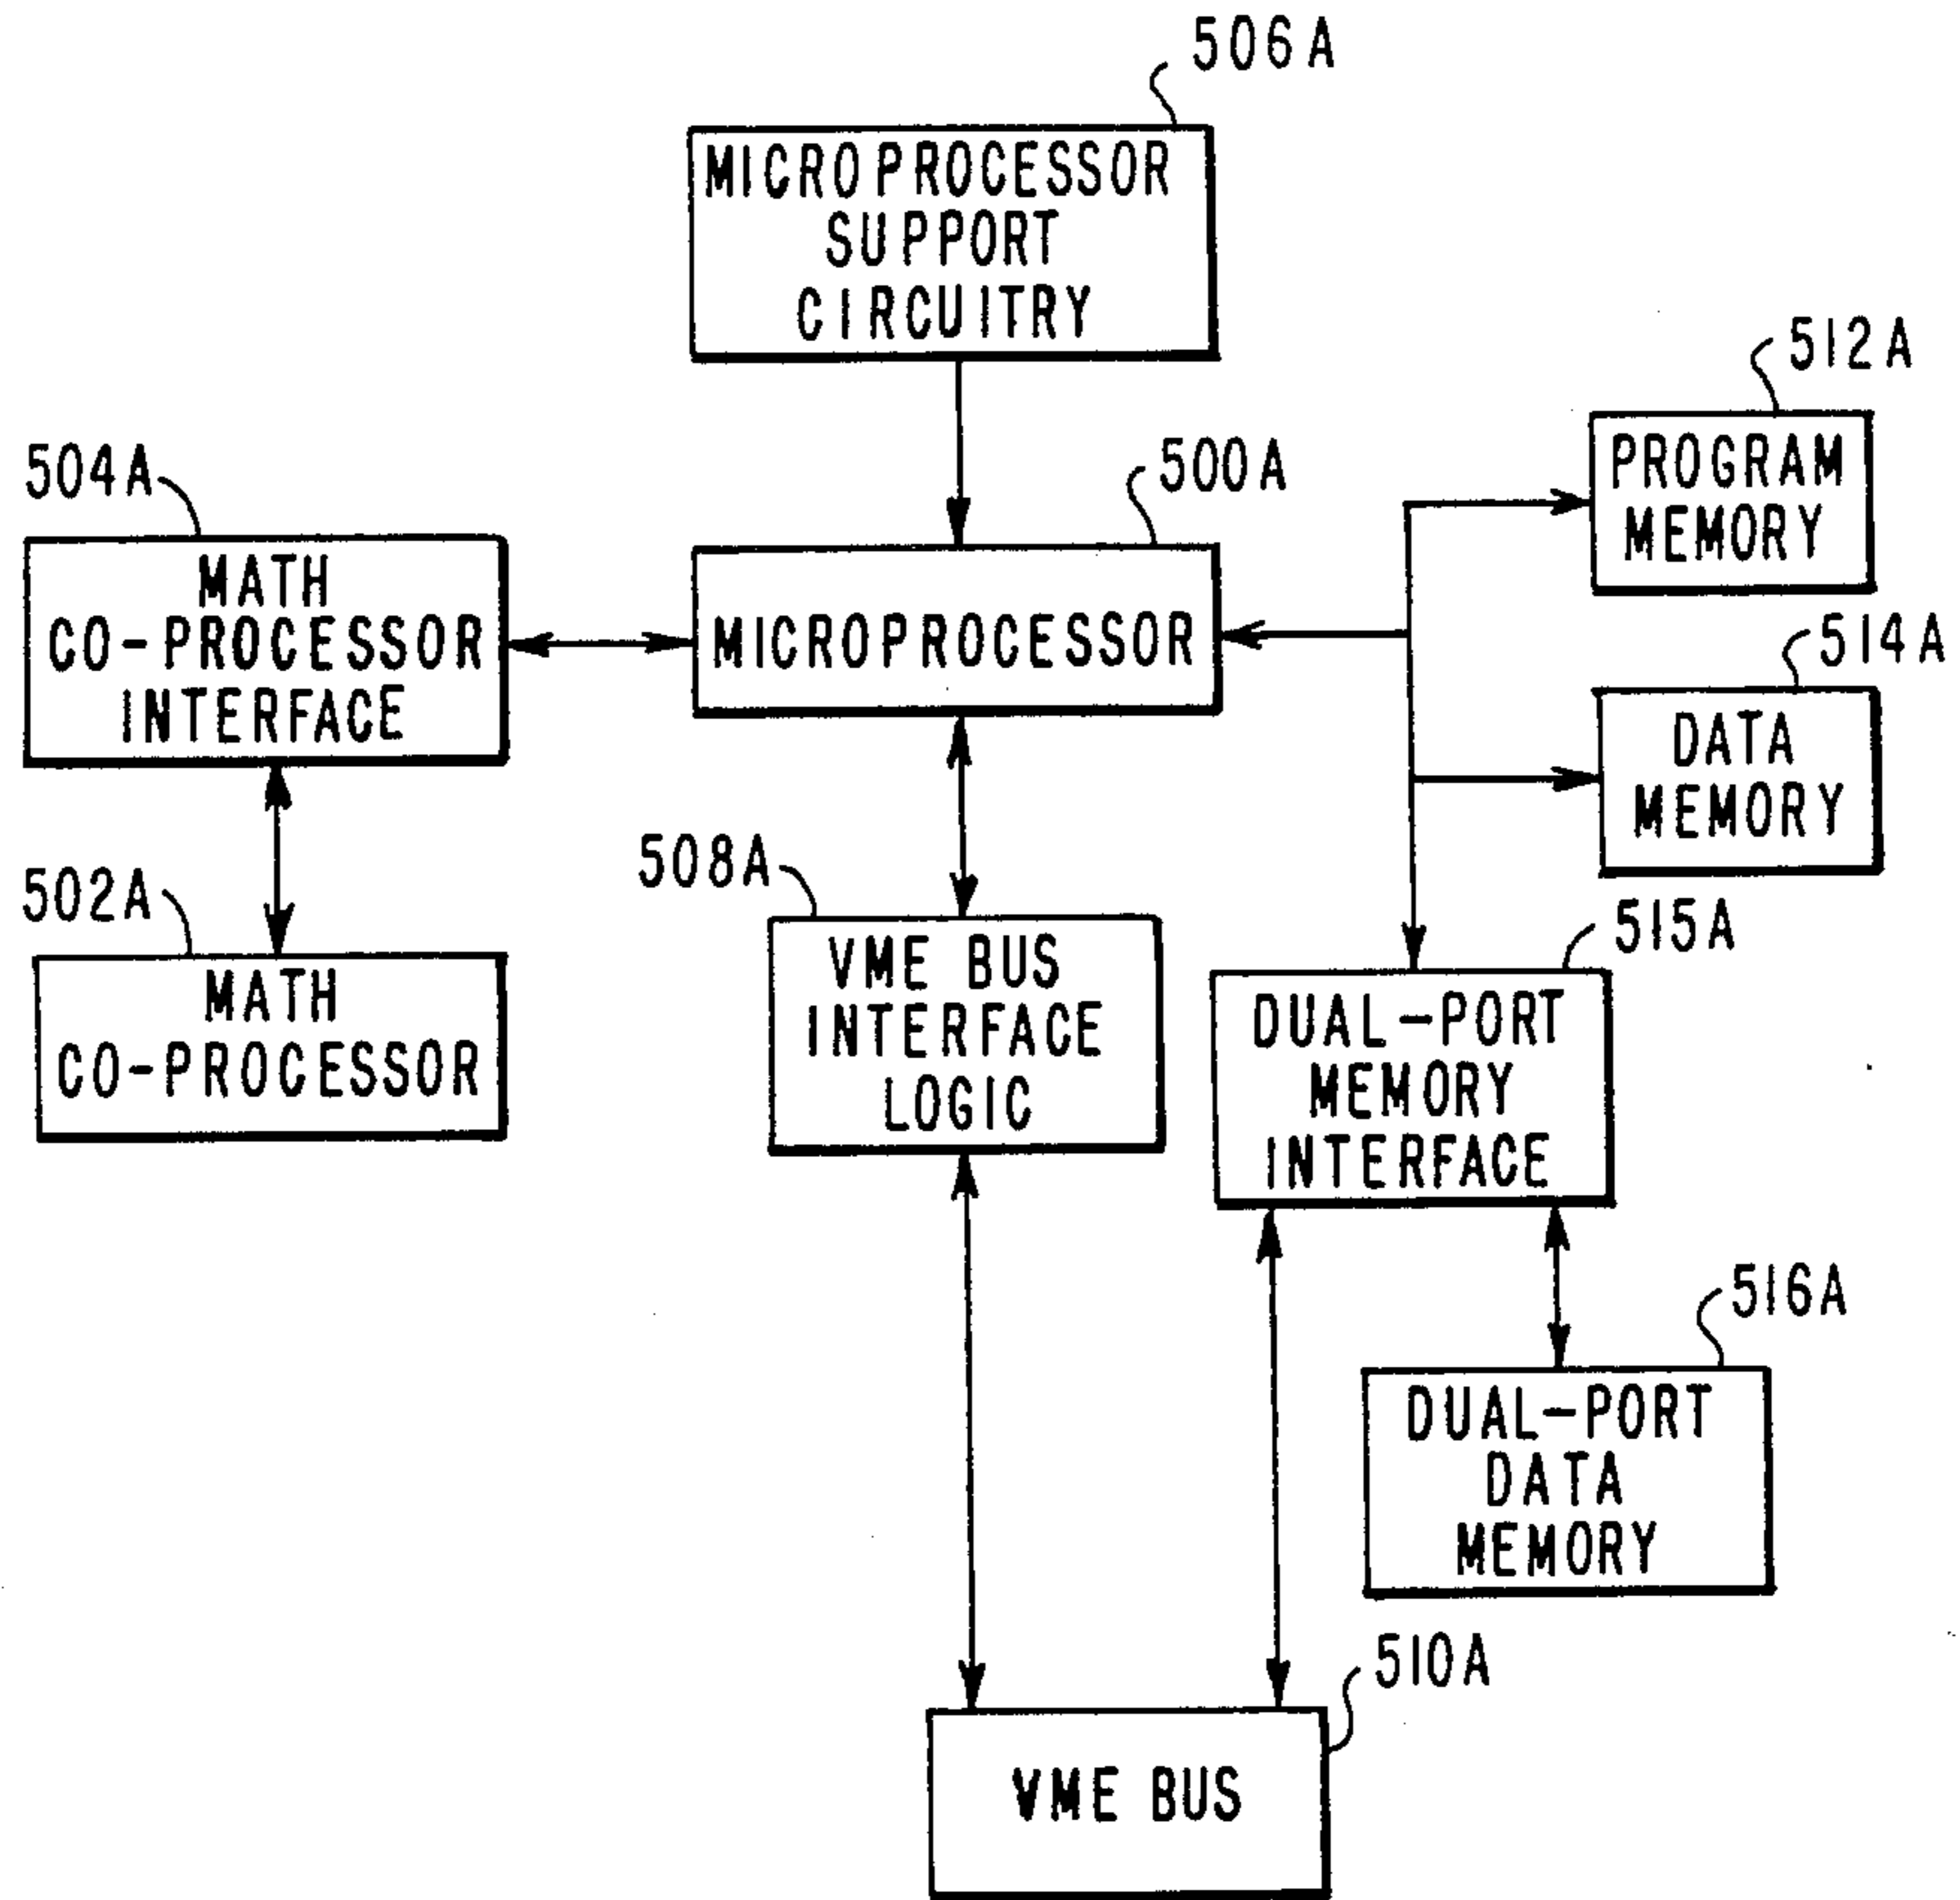 506A
MICROPROCESSOR
SUPPORT
CIRCUITRY
512A
PROGRAM
MEMORY
504A
MATH
CO-PROCESSOR
INTERFACE
500A
MICROPROCESSOR
514A
DATA
MEMORY
502A
MATH
CO-PROCESSOR
508A
VME BUS
INTERFACE
LOGIC
515A
DUAL-PORT
MEMORY
INTERFACE
516A
DUAL-PORT
DATA
MEMORY
510A
VME BUS